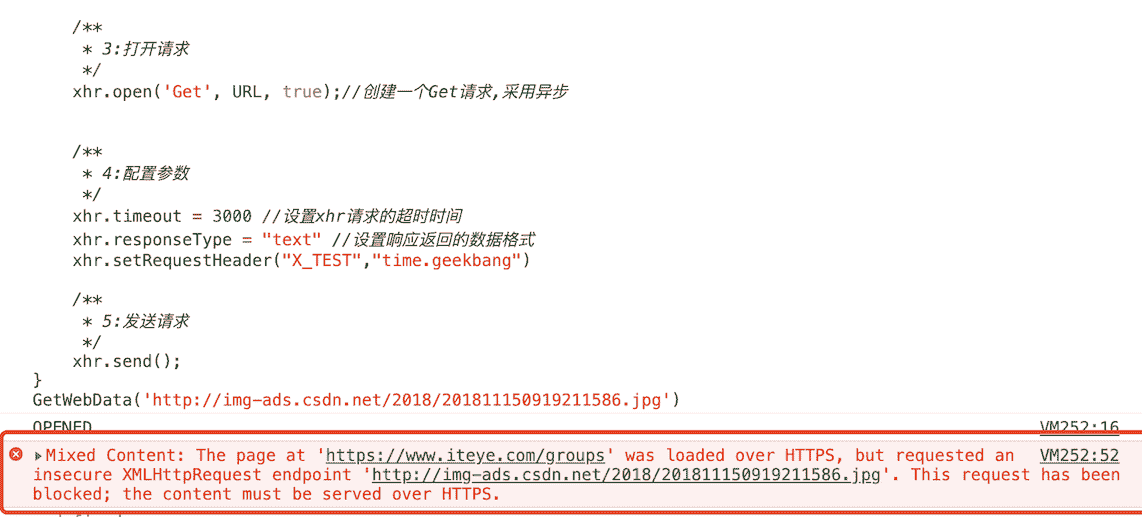 /**
 * 3:打开请求
 */
xhr.open('Get', URL, true);//创建一个Get请求,采用异步
/**
 * 4:配置参数
 */
xhr.timeout = 3000 //设置xhr请求的超时时间
xhr.responseType = "text" //设置响应返回的数据格式
xhr.setRequestHeader("X_TEST","time.geekbang")
/**
 * 5:发送请求
 */
xhr.send();
}
GetWebData('http://img-ads.csdn.net/2018/201811150919211586.jpg')
OPENED VM252:16
Mixed Content: The page at 'https://www.iteye.com/groups' was loaded over HTTPS, but requested an VM252:52
insecure XMLHttpRequest endpoint 'http://img-ads.csdn.net/2018/201811150919211586.jpg'. This request has been
blocked; the content must be served over HTTPS.